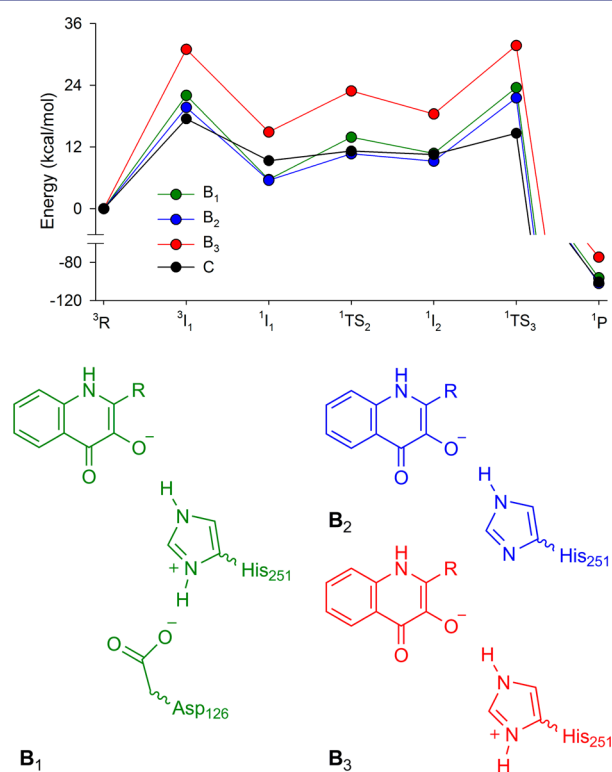 36
24
12
0
-80
-120
Energy (kcal/mol)
B₁
B₂
B₃
C
³R
³I₁
¹I₁
¹TS₂
¹I₂
¹TS₃
¹P
H
N
R
O⁻
O
H
N
N
+
H
His₂₅₁
O⁻
O
Asp₁₂₆
B₁
H
N
R
O⁻
O
H
N
N
His₂₅₁
B₂
H
N
R
O⁻
O
H
N
N
+
H
His₂₅₁
B₃